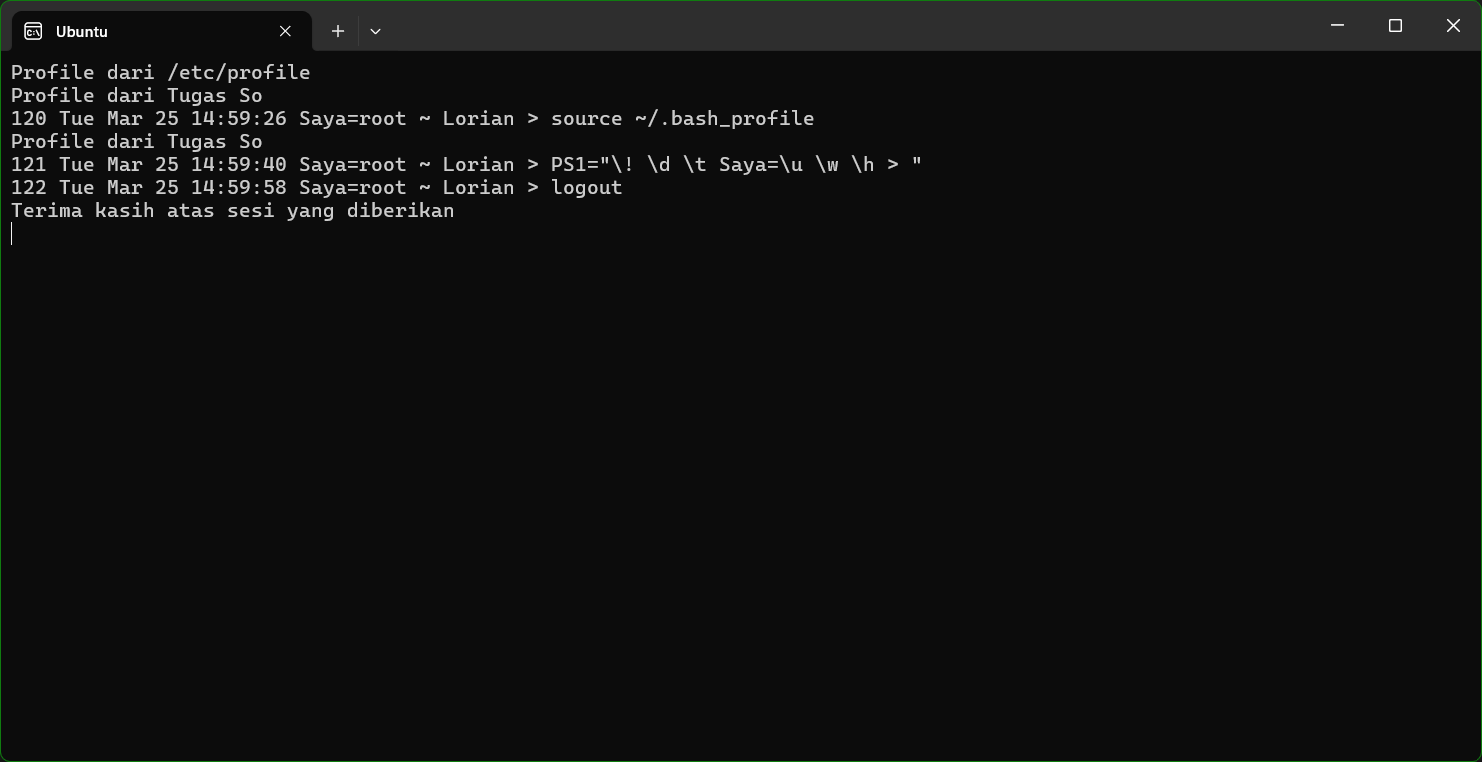 Ubuntu
Profile dari /etc/profile
Profile dari Tugas So
120 Tue Mar 25 14:59:26 Saya=root ~ Lorian > source ~/.bash_profile
Profile dari Tugas So
121 Tue Mar 25 14:59:40 Saya=root ~ Lorian > PS1="\! \d \t Saya=\u \w \h > "
122 Tue Mar 25 14:59:58 Saya=root ~ Lorian > logout
Terima kasih atas sesi yang diberikan